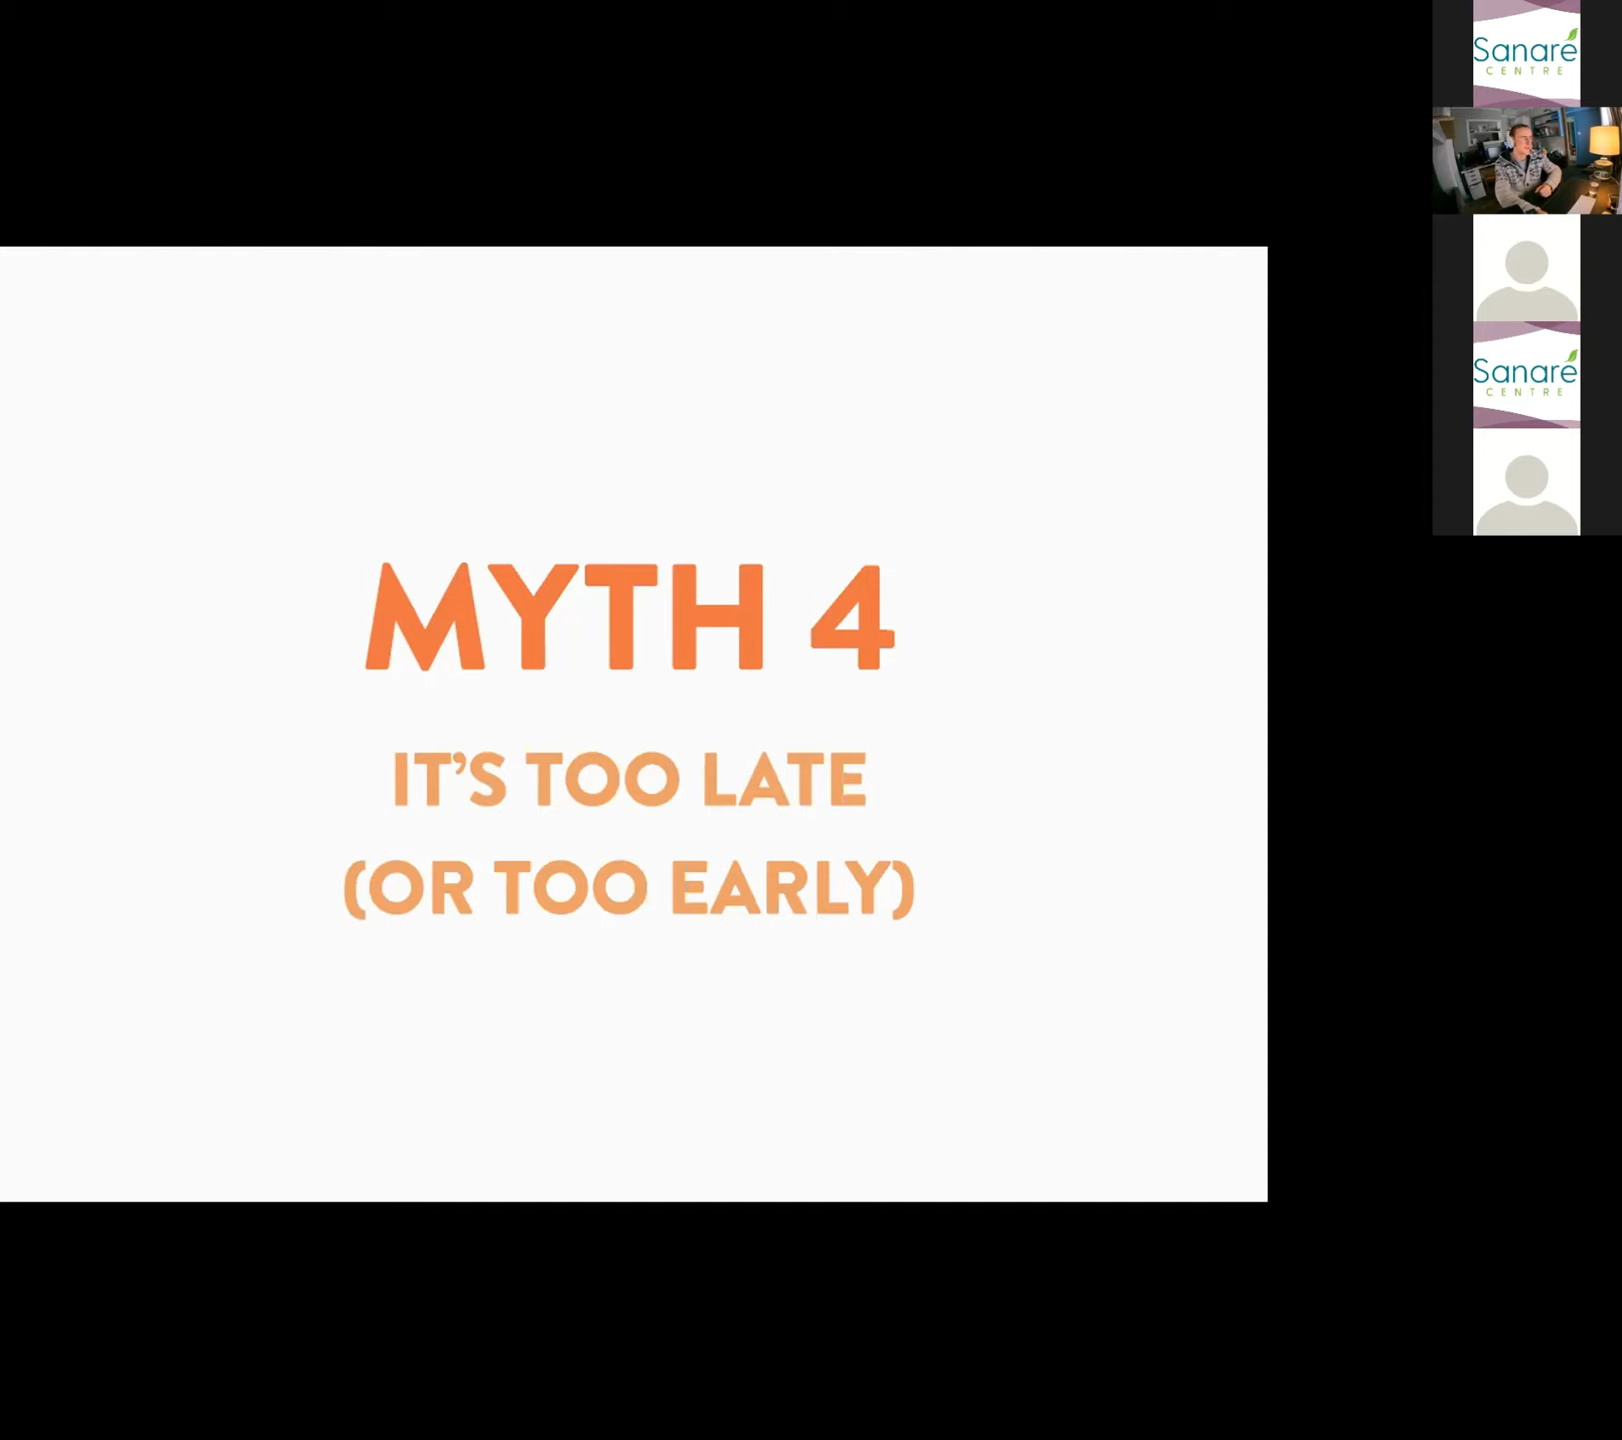 Sanaré
CENTRE
MYTH 4
IT'S TOO LATE
(OR TOO EARLY)
Sanaré
CENTRE